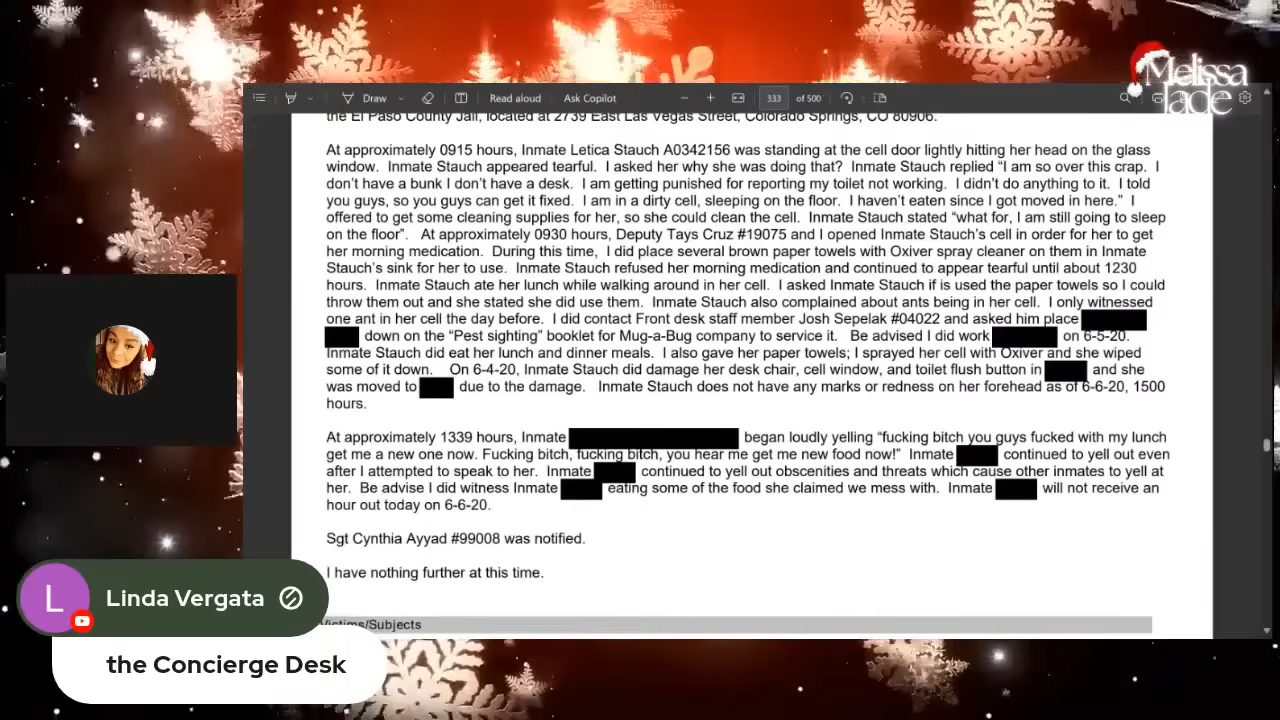 Melissa
Jade
Draw
Read aloud
Ask Copilot
333
of 500
the El Paso County Jail, located at 2739 East Las Vegas Street, Colorado Springs, CO 80906.
At approximately 0915 hours, Inmate Letica Stauch A0342156 was standing at the cell door lightly hitting her head on the glass
window.  Inmate Stauch appeared tearful.  I asked her why she was doing that?  Inmate Stauch replied “I am so over this crap.  I
don’t have a bunk I don’t have a desk.  I am getting punished for reporting my toilet not working.  I didn’t do anything to it.  I told
you guys, so you guys can get it fixed.  I am in a dirty cell, sleeping on the floor.  I haven’t eaten since I got moved in here.”  I
offered to get some cleaning supplies for her, so she could clean the cell.  Inmate Stauch stated “what for, I am still going to sleep
on the floor”.   At approximately 0930 hours, Deputy Tays Cruz #19075 and I opened Inmate Stauch’s cell in order for her to get
her morning medication.  During this time, I did place several brown paper towels with Oxiver spray cleaner on them in Inmate
Stauch’s sink for her to use.  Inmate Stauch refused her morning medication and continued to appear tearful until about 1230
hours.  Inmate Stauch ate her lunch while walking around in her cell.  I asked Inmate Stauch if is used the paper towels so I could
throw them out and she stated she did use them.  Inmate Stauch also complained about ants being in her cell.  I only witnessed
one ant in her cell the day before.  I did contact Front desk staff member Josh Sepelak #04022 and asked him place
down on the “Pest sighting” booklet for Mug-a-Bug company to service it.   Be advised I did work on 6-5-20.
Inmate Stauch did eat her lunch and dinner meals.  I also gave her paper towels; I sprayed her cell with Oxiver and she wiped
some of it down.    On 6-4-20, Inmate Stauch did damage her desk chair, cell window, and toilet flush button in and she
was moved to due to the damage.   Inmate Stauch does not have any marks or redness on her forehead as of 6-6-20, 1500
hours.
At approximately 1339 hours, Inmate began loudly yelling “fucking bitch you guys fucked with my lunch
get me a new one now. Fucking bitch, fucking bitch, you hear me get me new food now!”  Inmate continued to yell out even
after I attempted to speak to her.  Inmate continued to yell out obscenities and threats which cause other inmates to yell at
her.  Be advise I did witness Inmate eating some of the food she claimed we mess with.  Inmate will not receive an
hour out today on 6-6-20.
Sgt Cynthia Ayyad #99008 was notified.
I have nothing further at this time.
Victims/Subjects
L
Linda Vergata
the Concierge Desk